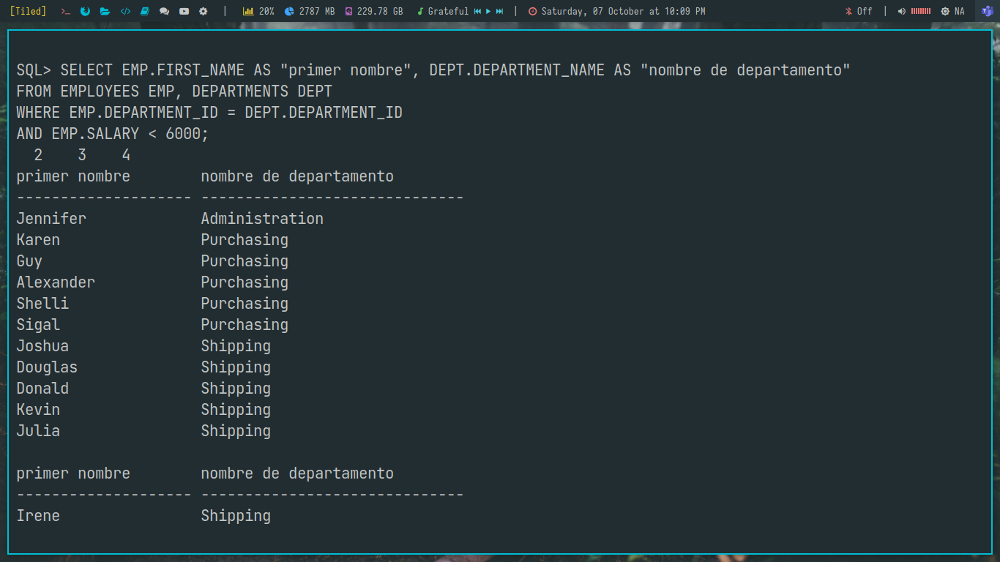 [Tiled] | 20% 2787 MB 229.78 GB Grateful | Saturday, 07 October at 10:09 PM Off | NA
SQL> SELECT EMP.FIRST_NAME AS "primer nombre", DEPT.DEPARTMENT_NAME AS "nombre de departamento"
FROM EMPLOYEES EMP, DEPARTMENTS DEPT
WHERE EMP.DEPARTMENT_ID = DEPT.DEPARTMENT_ID
AND EMP.SALARY < 6000;
  2    3    4
primer nombre        nombre de departamento
-------------------- ------------------------------
Jennifer             Administration
Karen                Purchasing
Guy                  Purchasing
Alexander            Purchasing
Shelli               Purchasing
Sigal                Purchasing
Joshua               Shipping
Douglas              Shipping
Donald               Shipping
Kevin                Shipping
Julia                Shipping
primer nombre        nombre de departamento
-------------------- ------------------------------
Irene                Shipping